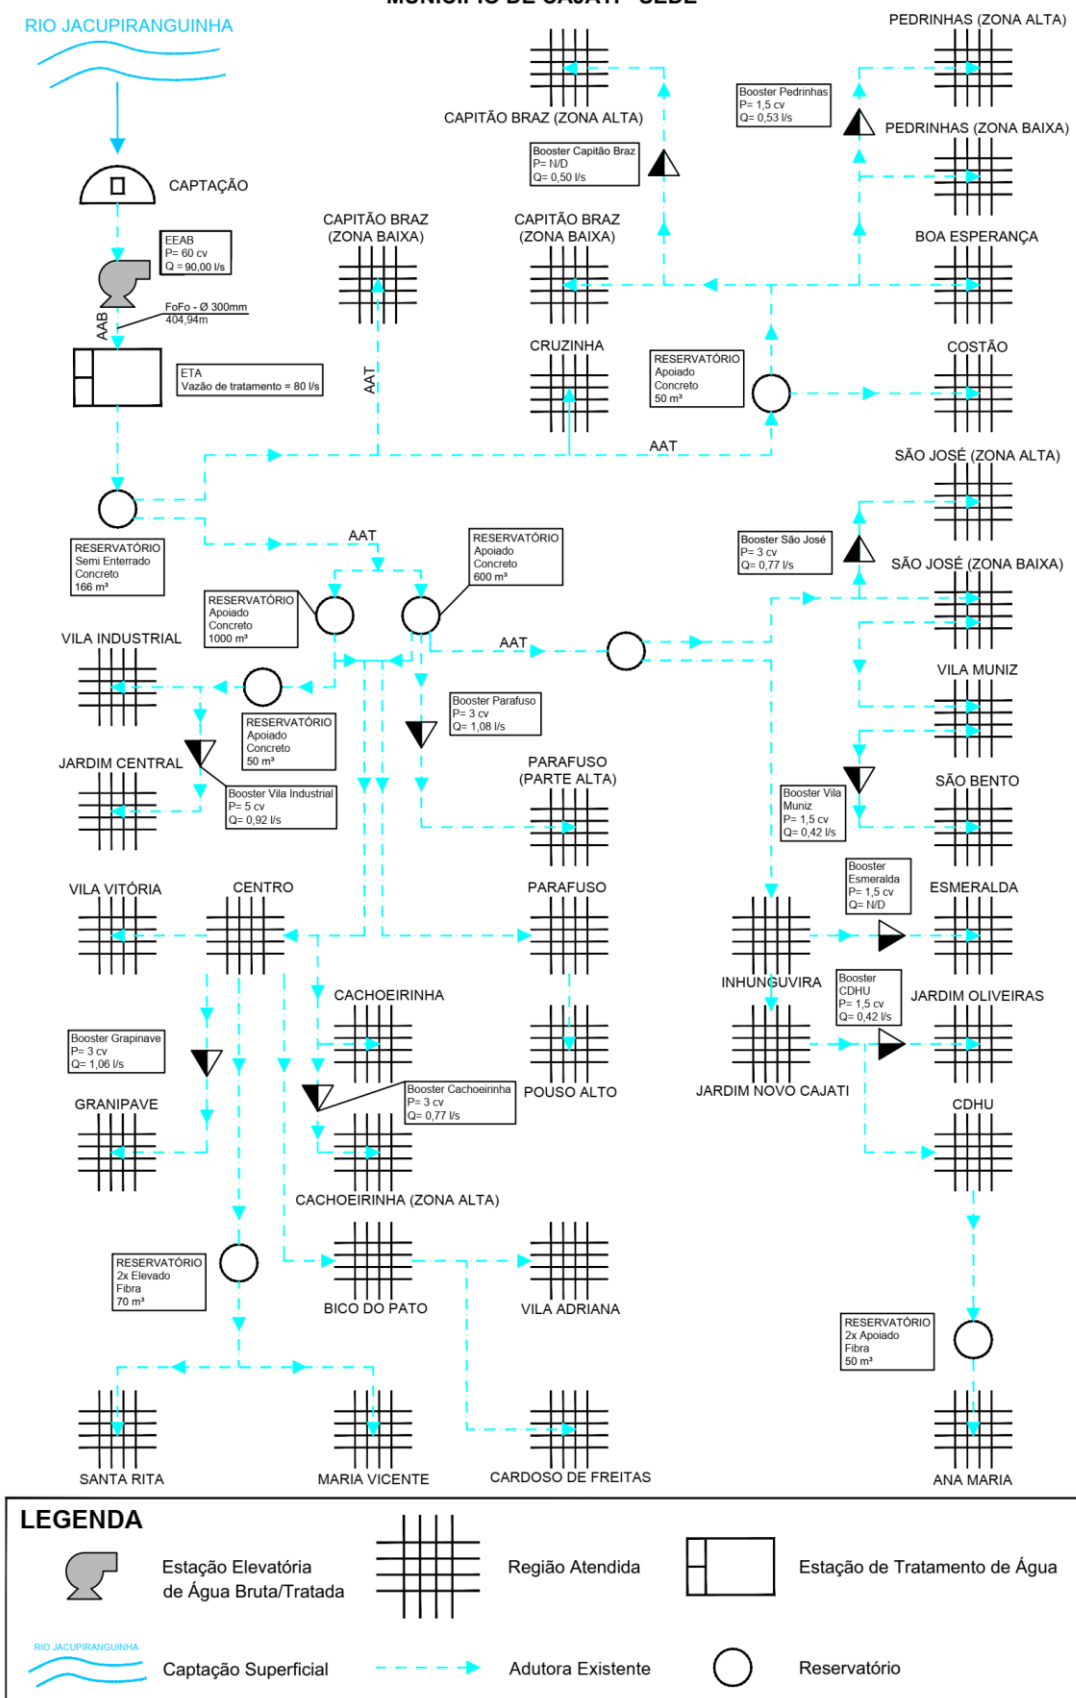 MUNICÍPIO DE CAJATI - SEDE
RIO JACUPIRANGUINHA
CAPTAÇÃO
EEAB
P= 60 cv
Q = 90,00 l/s
AAB
FoFo - Ø 300mm
404,94m
ETA
Vazão de tratamento = 80 l/s
RESERVATÓRIO
Semi Enterrado
Concreto
166 m³
CAPITÃO BRAZ
(ZONA BAIXA)
AAT
CAPITÃO BRAZ (ZONA ALTA)
Booster Capitão Braz
P= N/D
Q= 0,50 l/s
CAPITÃO BRAZ
(ZONA BAIXA)
CRUZINHA
AAT
RESERVATÓRIO
Apoiado
Concreto
50 m³
PEDRINHAS (ZONA ALTA)
Booster Pedrinhas
P= 1,5 cv
Q= 0,53 l/s
PEDRINHAS (ZONA BAIXA)
BOA ESPERANÇA
COSTÃO
SÃO JOSÉ (ZONA ALTA)
Booster São José
P= 3 cv
Q= 0,77 l/s
SÃO JOSÉ (ZONA BAIXA)
VILA MUNIZ
Booster Vila
Muniz
P= 1,5 cv
Q= 0,42 l/s
SÃO BENTO
AAT
RESERVATÓRIO
Apoiado
Concreto
600 m³
RESERVATÓRIO
Apoiado
Concreto
1000 m³
AAT
VILA INDUSTRIAL
RESERVATÓRIO
Apoiado
Concreto
50 m³
JARDIM CENTRAL
Booster Vila Industrial
P= 5 cv
Q= 0,92 l/s
Booster Parafuso
P= 3 cv
Q= 1,08 l/s
PARAFUSO
(PARTE ALTA)
VILA VITÓRIA
CENTRO
PARAFUSO
Booster
Esmeralda
P= 1,5 cv
Q= N/D
ESMERALDA
INHUNGUVIRA
Booster
CDHU
P= 1,5 cv
Q= 0,42 l/s
JARDIM OLIVEIRAS
CACHOEIRINHA
Booster Grapinave
P= 3 cv
Q= 1,06 l/s
Booster Cachoeirinha
P= 3 cv
Q= 0,77 l/s
POUSO ALTO
JARDIM NOVO CAJATI
GRANIPAVE
CDHU
CACHOEIRINHA (ZONA ALTA)
RESERVATÓRIO
2x Elevado
Fibra
70 m³
BICO DO PATO
VILA ADRIANA
RESERVATÓRIO
2x Apoiado
Fibra
50 m³
SANTA RITA
MARIA VICENTE
CARDOSO DE FREITAS
ANA MARIA
LEGENDA
Estação Elevatória
de Água Bruta/Tratada
Região Atendida
Estação de Tratamento de Água
RIO JACUPIRANGUINHA
Captação Superficial
Adutora Existente
Reservatório